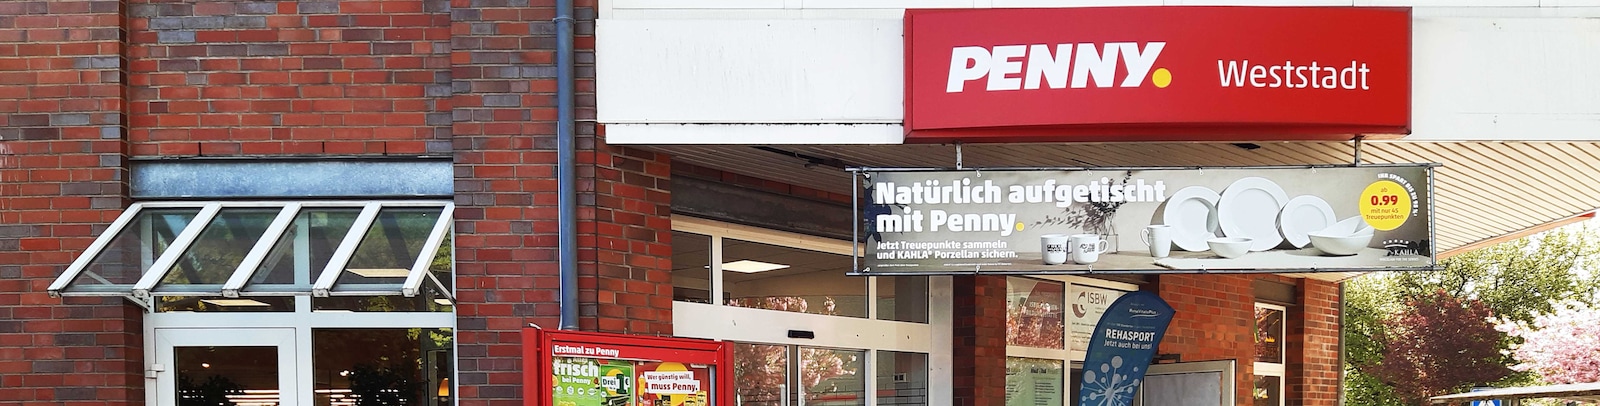 PENNY.
Weststadt
Natürlich aufgetischt
mit Penny.
Jetzt Treuepunkte sammeln
und KAHLA® Porzellan sichern.
ab
0.99
mit nur 45
Treuepunkten
KAHLA
ISBW
REHASPORT
Jetzt auch bei uns!
Erstmal zu Penny
frisch
bei Penny
Drei
1€
Wer günstig will,
muss Penny.